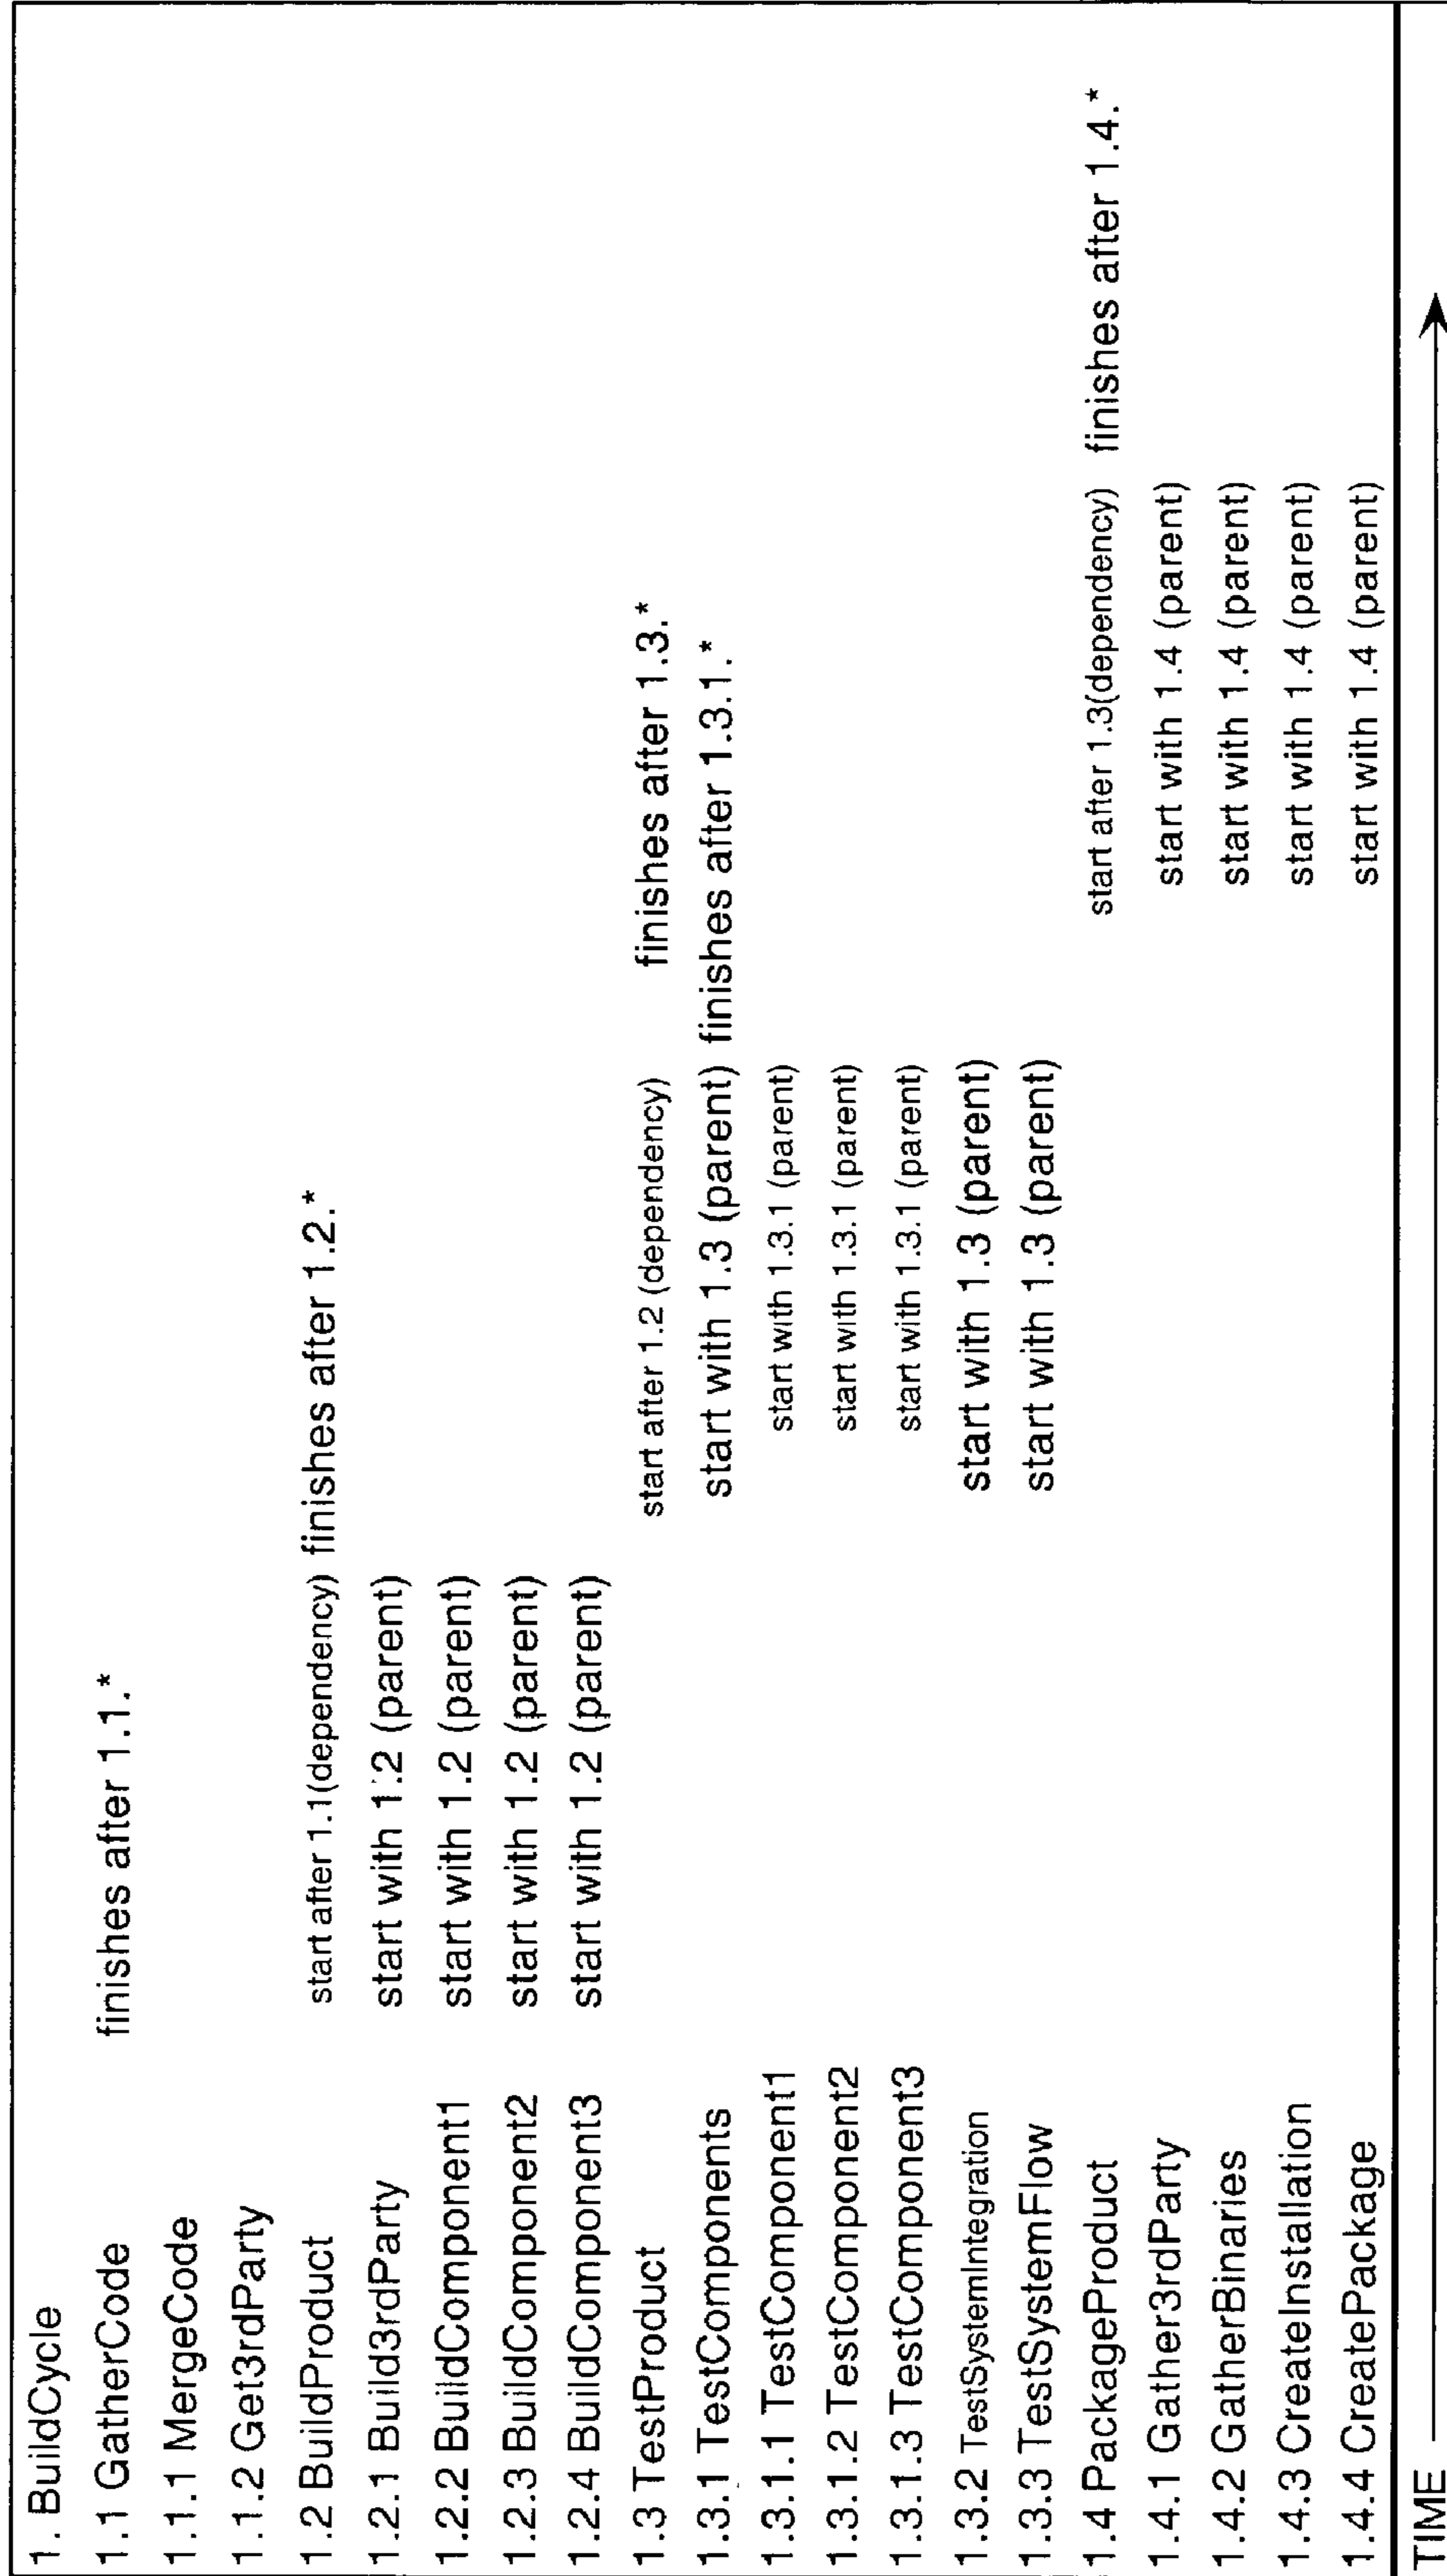 1. BuildCycle
1.1 GatherCode finishes after 1.1.*
1.1.1 MergeCode
1.1.2 Get3rdParty
1.2 BuildProduct start after 1.1(dependency) finishes after 1.2.*
1.2.1 Build3rdParty start with 1.2 (parent)
1.2.2 BuildComponent1 start with 1.2 (parent)
1.2.3 BuildComponent2 start with 1.2 (parent)
1.2.4 BuildComponent3 start with 1.2 (parent)
1.3 TestProduct start after 1.2 (dependency) finishes after 1.3.*
1.3.1 TestComponents start with 1.3 (parent) finishes after 1.3.1.*
1.3.1.1 TestComponent1 start with 1.3.1 (parent)
1.3.1.2 TestComponent2 start with 1.3.1 (parent)
1.3.1.3 TestComponent3 start with 1.3.1 (parent)
1.3.2 TestSystemIntegration start with 1.3 (parent)
1.3.3 TestSystemFlow start with 1.3 (parent)
1.4 PackageProduct start after 1.3(dependency) finishes after 1.4.*
1.4.1 Gather3rdParty start with 1.4 (parent)
1.4.2 GatherBinaries start with 1.4 (parent)
1.4.3 CreateInstallation start with 1.4 (parent)
1.4.4 CreatePackage start with 1.4 (parent)
TIME